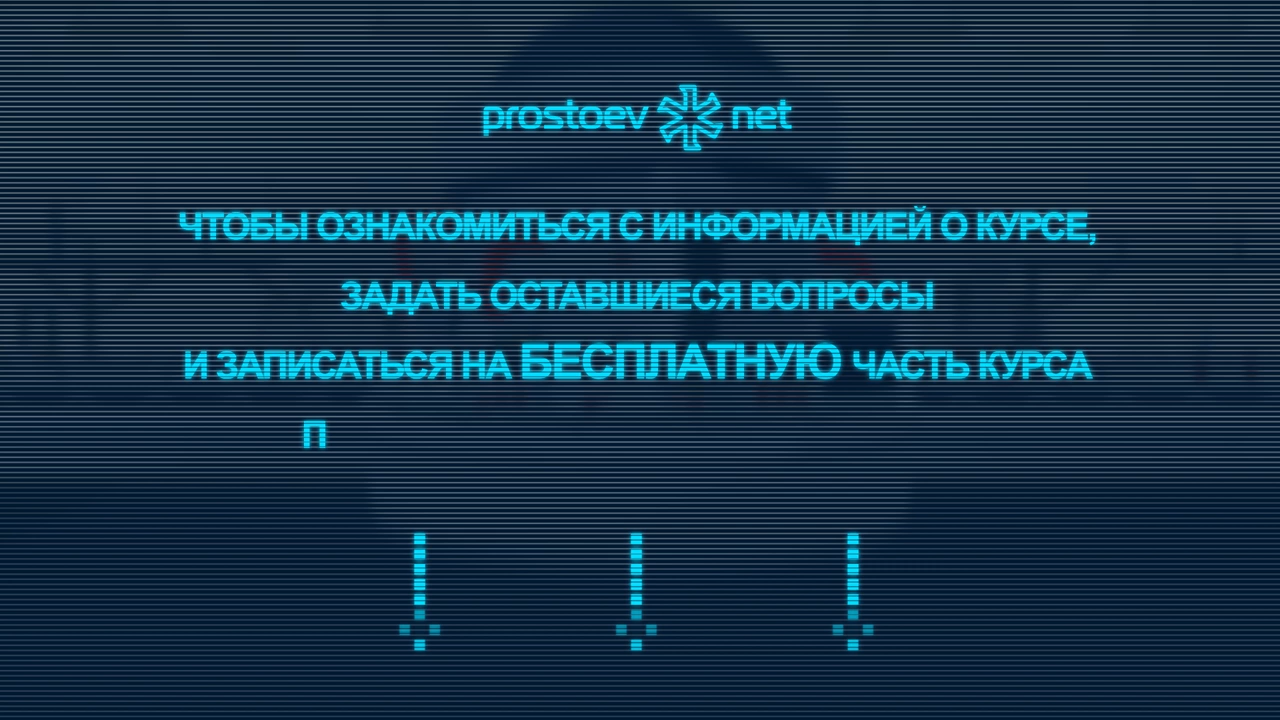 prostoev net
ЧТОБЫ ОЗНАКОМИТЬСЯ С ИНФОРМАЦИЕЙ О КУРСЕ,
ЗАДАТЬ ОСТАВШИЕСЯ ВОПРОСЫ
И ЗАПИСАТЬСЯ НА БЕСПЛАТНУЮ ЧАСТЬ КУРСА
П